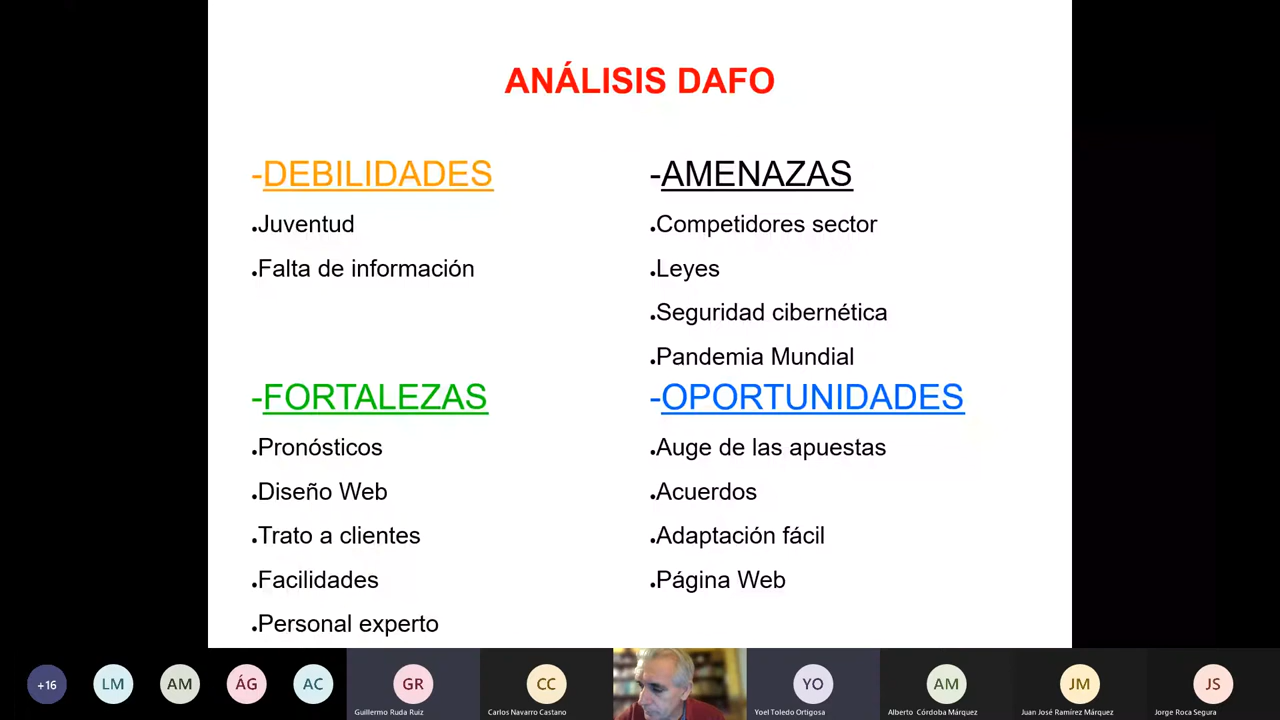 ANÁLISIS DAFO
-DEBILIDADES
•Juventud
•Falta de información
-AMENAZAS
•Competidores sector
•Leyes
•Seguridad cibernética
•Pandemia Mundial
-FORTALEZAS
•Pronósticos
•Diseño Web
•Trato a clientes
•Facilidades
•Personal experto
-OPORTUNIDADES
•Auge de las apuestas
•Acuerdos
•Adaptación fácil
•Página Web
+16
LM
AM
ÁG
AC
GR
Guillermo Ruda Ruiz
CC
Carlos Navarro Castano
YO
Yoel Toledo Ortigosa
AM
Alberto Córdoba Márquez
JM
Juan José Ramírez Márquez
JS
Jorge Roca Segura